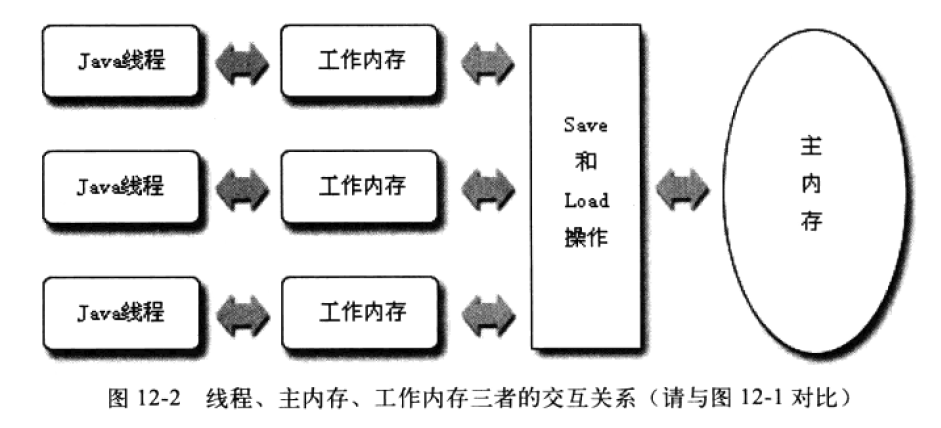 Java线程
工作内存
Java线程
工作内存
Java线程
工作内存
Save
和
Load
操作
主
内
存
图 12-2 线程、主内存、工作内存三者的交互关系（请与图 12-1 对比）